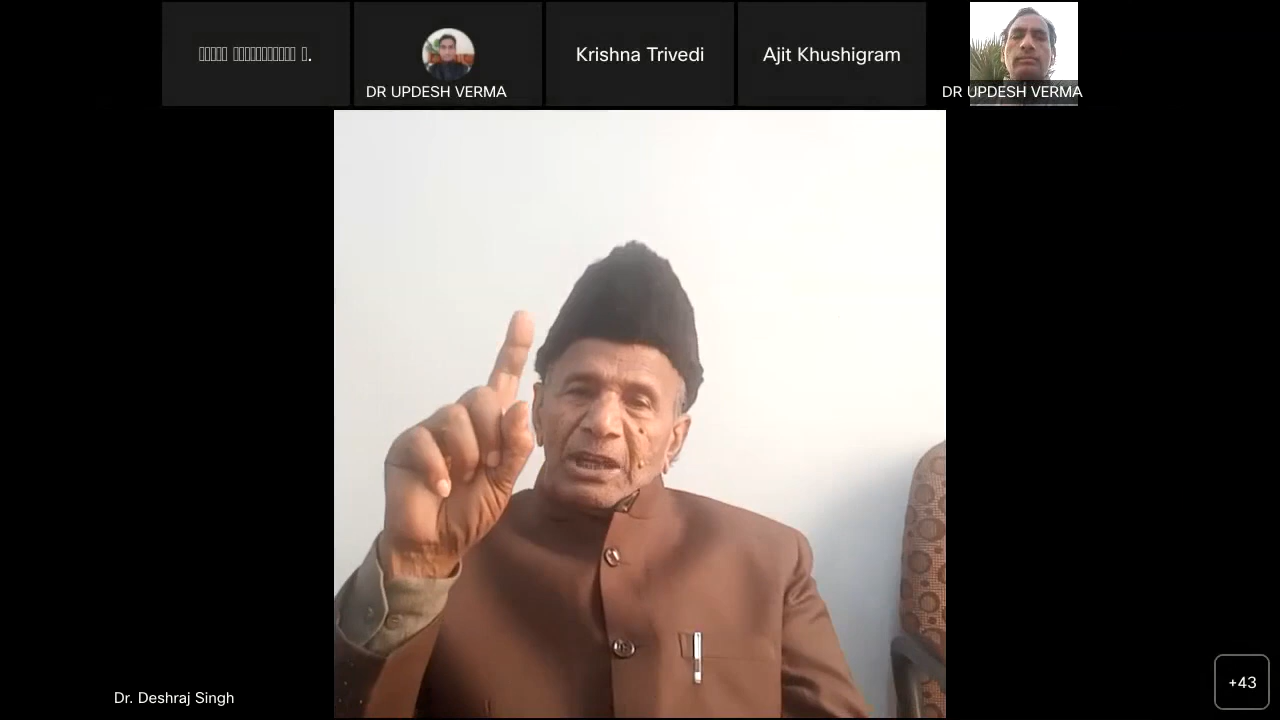 DR UPDESH VERMA
Krishna Trivedi
Ajit Khushigram
DR UPDESH VERMA
Dr. Deshraj Singh
+43